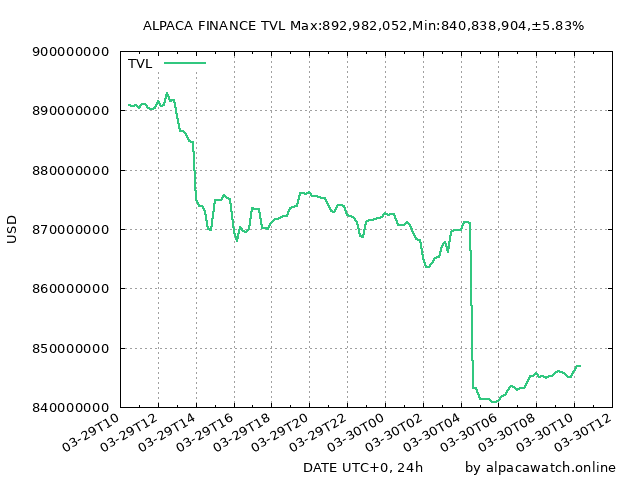 ALPACA FINANCE TVL Max:892,982,052,Min:840,838,904,±5.83%
TVL
900000000
890000000
880000000
870000000
860000000
850000000
840000000
USD
03-29T10
03-29T12
03-29T14
03-29T16
03-29T18
03-29T20
03-29T22
03-30T00
03-30T02
03-30T04
03-30T06
03-30T08
03-30T10
03-30T12
DATE UTC+0, 24h
by alpacawatch.online